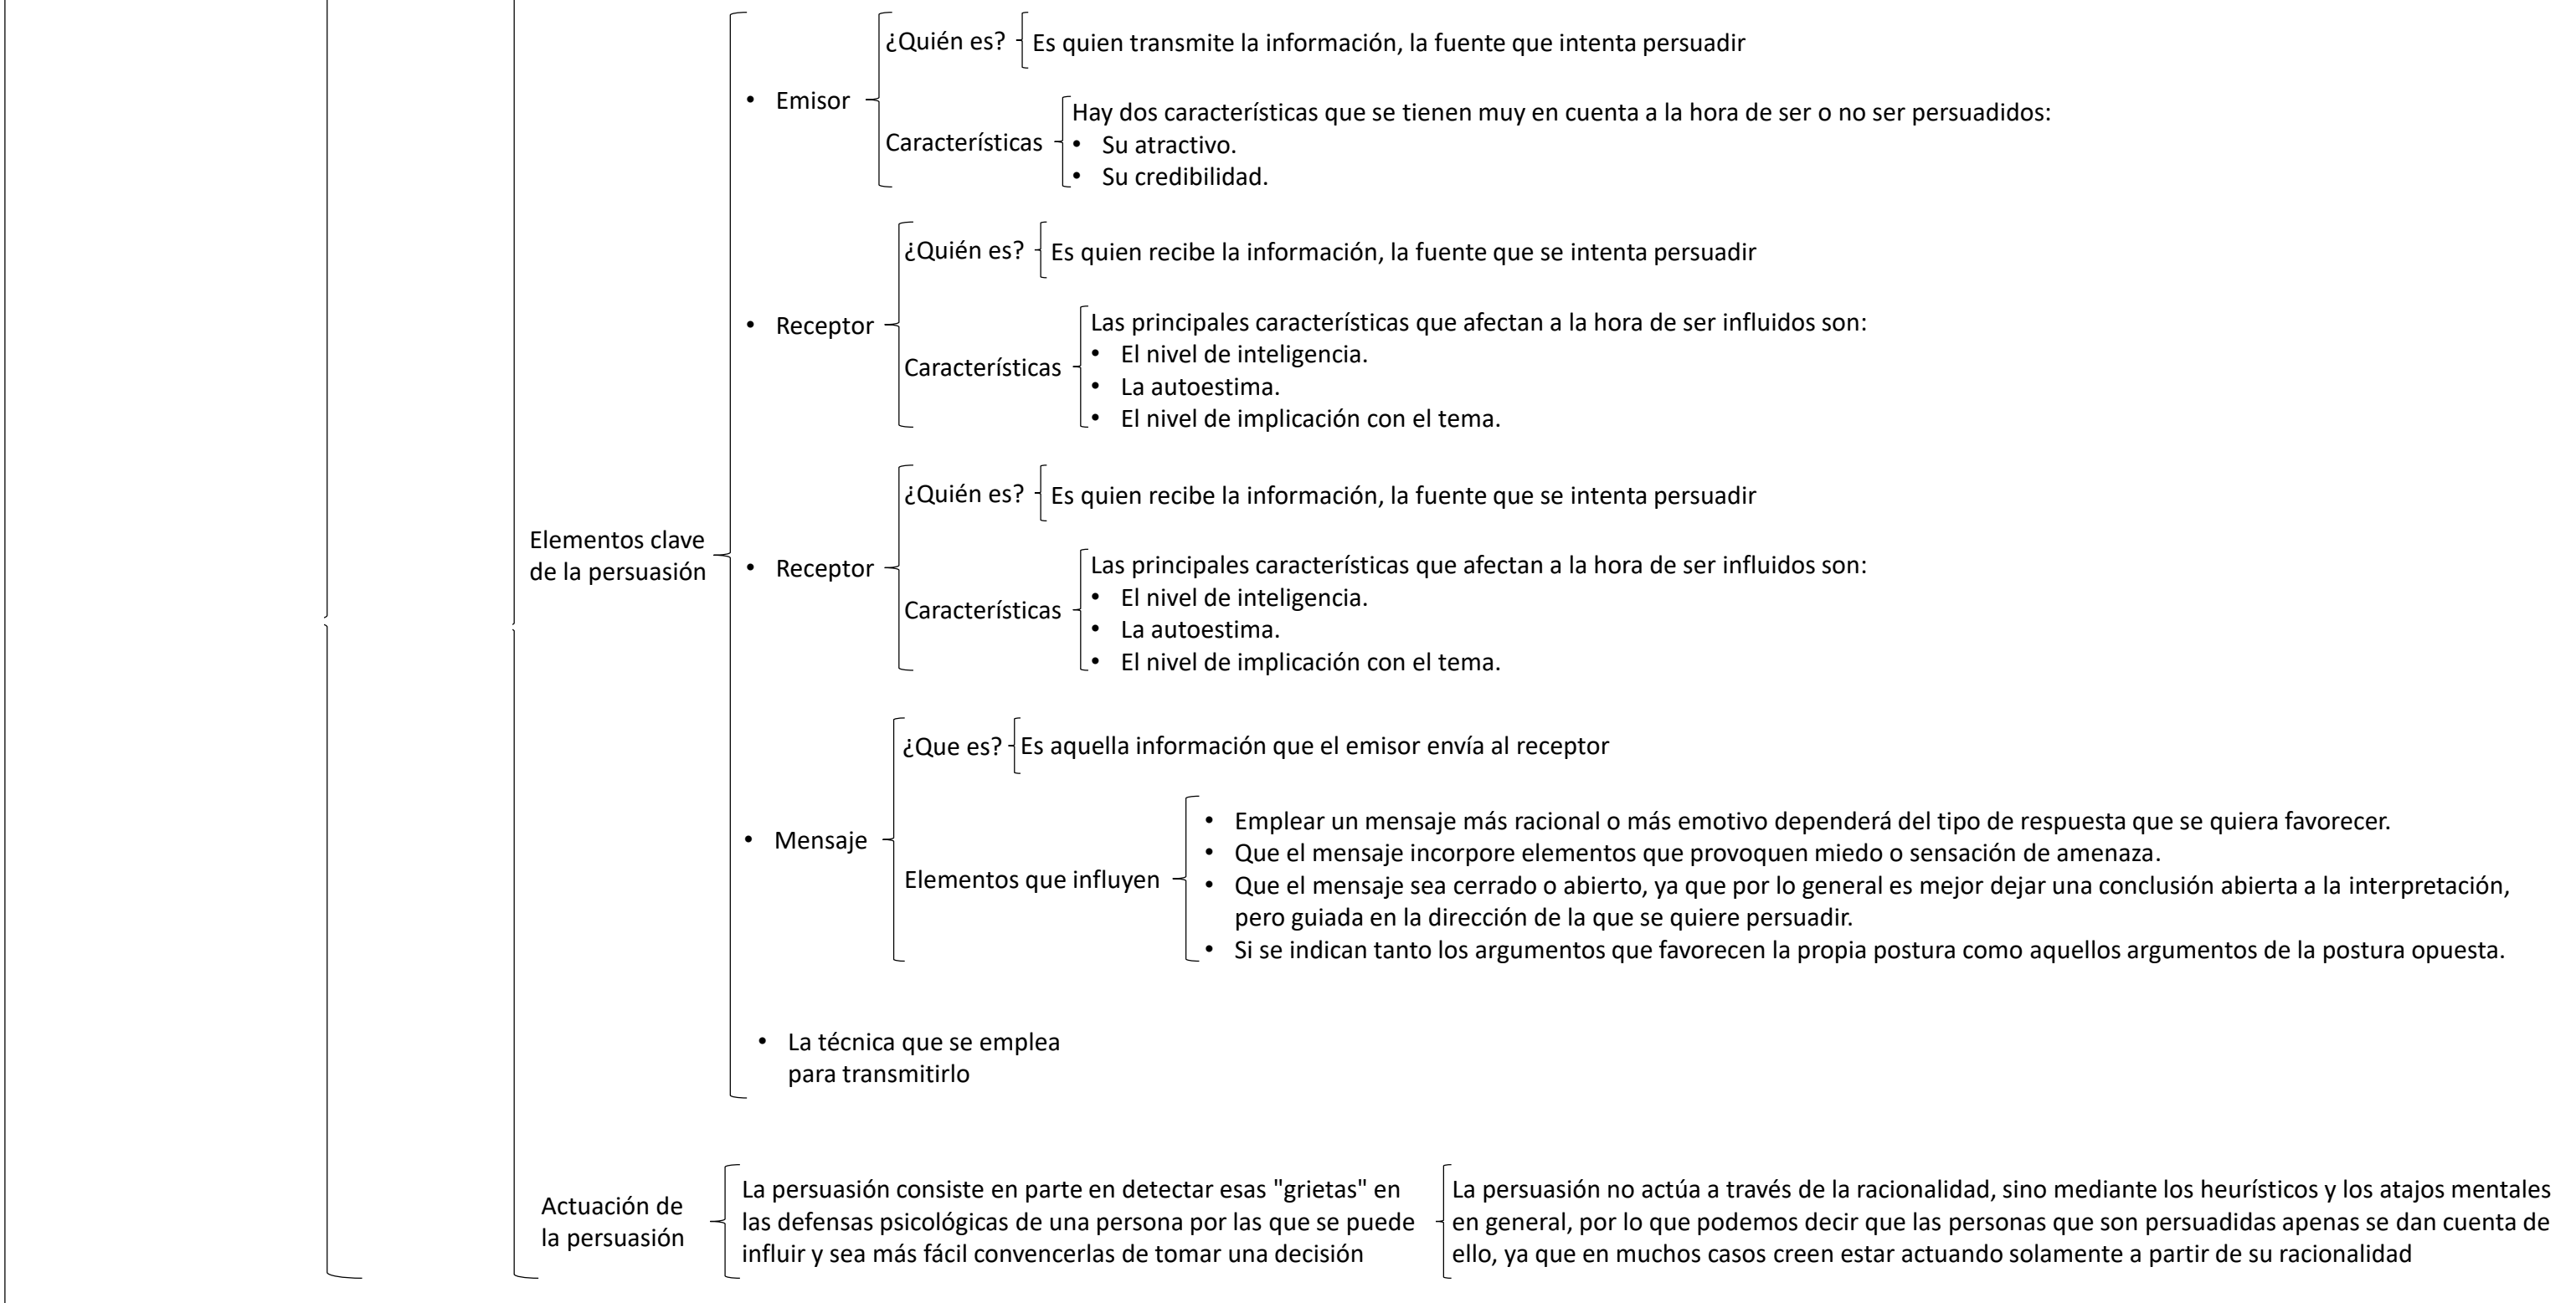 Elementos clave
de la persuasión
• Emisor
¿Quién es?
Es quien transmite la información, la fuente que intenta persuadir
Características
Hay dos características que se tienen muy en cuenta a la hora de ser o no ser persuadidos:
• Su atractivo.
• Su credibilidad.
• Receptor
¿Quién es?
Es quien recibe la información, la fuente que se intenta persuadir
Características
Las principales características que afectan a la hora de ser influidos son:
• El nivel de inteligencia.
• La autoestima.
• El nivel de implicación con el tema.
• Receptor
¿Quién es?
Es quien recibe la información, la fuente que se intenta persuadir
Características
Las principales características que afectan a la hora de ser influidos son:
• El nivel de inteligencia.
• La autoestima.
• El nivel de implicación con el tema.
• Mensaje
¿Que es?
Es aquella información que el emisor envía al receptor
Elementos que influyen
• Emplear un mensaje más racional o más emotivo dependerá del tipo de respuesta que se quiera favorecer.
• Que el mensaje incorpore elementos que provoquen miedo o sensación de amenaza.
• Que el mensaje sea cerrado o abierto, ya que por lo general es mejor dejar una conclusión abierta a la interpretación,
pero guiada en la dirección de la que se quiere persuadir.
• Si se indican tanto los argumentos que favorecen la propia postura como aquellos argumentos de la postura opuesta.
• La técnica que se emplea
para transmitirlo
Actuación de
la persuasión
La persuasión consiste en parte en detectar esas "grietas" en
las defensas psicológicas de una persona por las que se puede
influir y sea más fácil convencerlas de tomar una decisión
La persuasión no actúa a través de la racionalidad, sino mediante los heurísticos y los atajos mentales
en general, por lo que podemos decir que las personas que son persuadidas apenas se dan cuenta de
ello, ya que en muchos casos creen estar actuando solamente a partir de su racionalidad